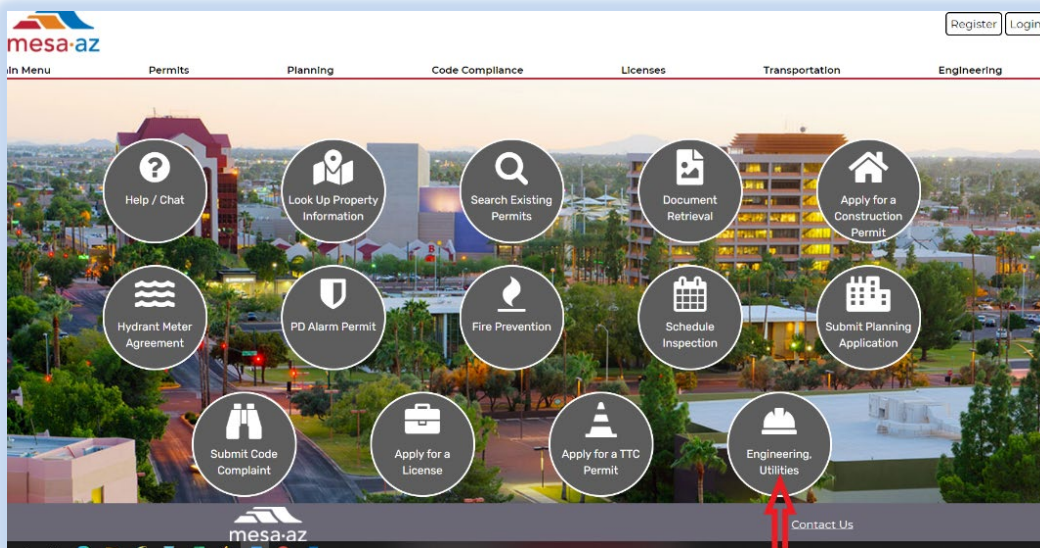 mesa·az
Register Login
in Menu
Permits
Planning
Code Compliance
Licenses
Transportation
Engineering
Help / Chat
Look Up Property
Information
Search Existing
Permits
Document
Retrieval
Apply for a
Construction
Permit
Hydrant Meter
Agreement
PD Alarm Permit
Fire Prevention
Schedule
Inspection
Submit Planning
Application
Submit Code
Complaint
Apply for a
License
Apply for a TTC
Permit
Engineering,
Utilities
mesa·az
Contact Us